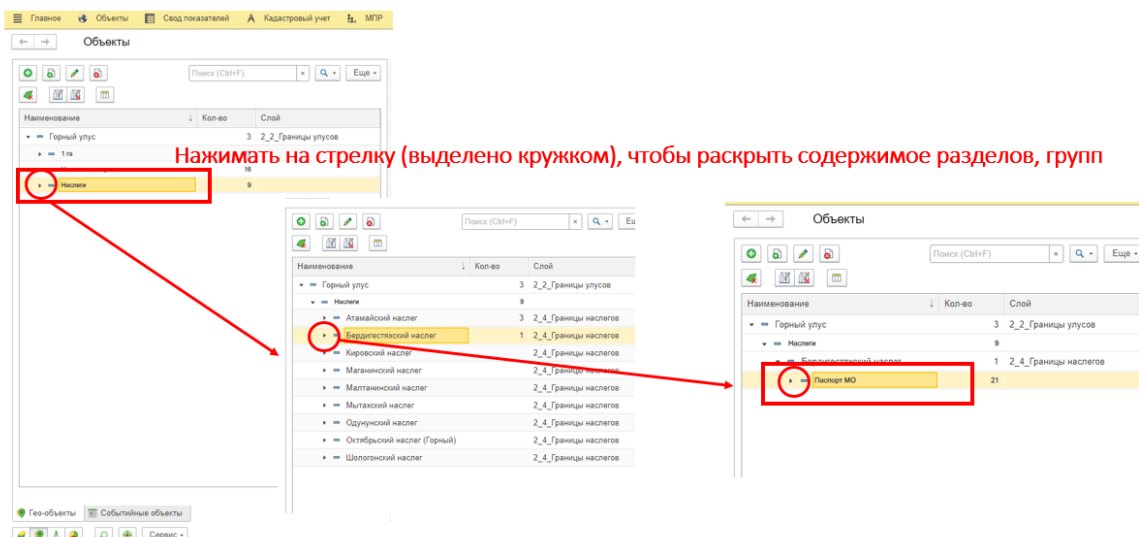 Главное Объекты Свод показателей Кадастровый учет МПР
Объекты
Поиск (Ctrl+F) × Еще
Наименование ↓ Кол-во Слой
Горный улус 3 2_2_Границы улусов
1 га
16
Наслеги 9
Нажимать на стрелку (выделено кружком), чтобы раскрыть содержимое разделов, групп
Поиск (Ctrl+F) ×
Наименование ↓ Кол-во Слой
Горный улус 3 2_2_Границы улусов
Наслеги 9
Атамайский наслег 3 2_4_Границы наслегов
Бердигестяхский наслег 1 2_4_Границы наслегов
Кировский наслег 2_4_Границы наслегов
Маганинский наслег 2_4_Границы наслегов
Малтанинский наслег 2_4_Границы наслегов
Мытахский наслег 2_4_Границы наслегов
Одунунский наслег 2_4_Границы наслегов
Октябрьский наслег (Горный) 2_4_Границы наслегов
Шологонский наслег 2_4_Границы наслегов
Объекты
Поиск (Ctrl+F) × Еще
Наименование ↓ Кол-во Слой
Горный улус 3 2_2_Границы улусов
Наслеги 9
Бердигестяхский наслег 1 2_4_Границы наслегов
Паспорт МО 21
Гео-объекты Событийные объекты
Сервис